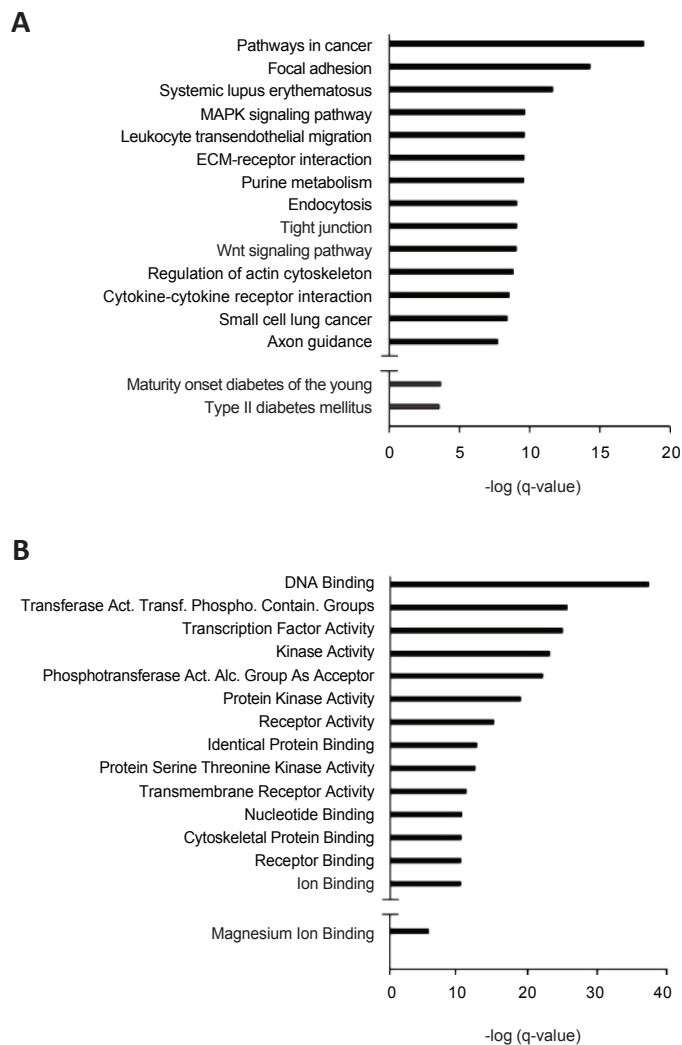 A
Pathways in cancer
Focal adhesion
Systemic lupus erythematosus
MAPK signaling pathway
Leukocyte transendothelial migration
ECM-receptor interaction
Purine metabolism
Endocytosis
Tight junction
Wnt signaling pathway
Regulation of actin cytoskeleton
Cytokine-cytokine receptor interaction
Small cell lung cancer
Axon guidance
Maturity onset diabetes of the young
Type II diabetes mellitus
0 5 10 15 20
-log (q-value)
B
DNA Binding
Transferase Act. Transf. Phospho. Contain. Groups
Transcription Factor Activity
Kinase Activity
Phosphotransferase Act. Alc. Group As Acceptor
Protein Kinase Activity
Receptor Activity
Identical Protein Binding
Protein Serine Threonine Kinase Activity
Transmembrane Receptor Activity
Nucleotide Binding
Cytoskeletal Protein Binding
Receptor Binding
Ion Binding
Magnesium Ion Binding
0 10 20 30 40
-log (q-value)